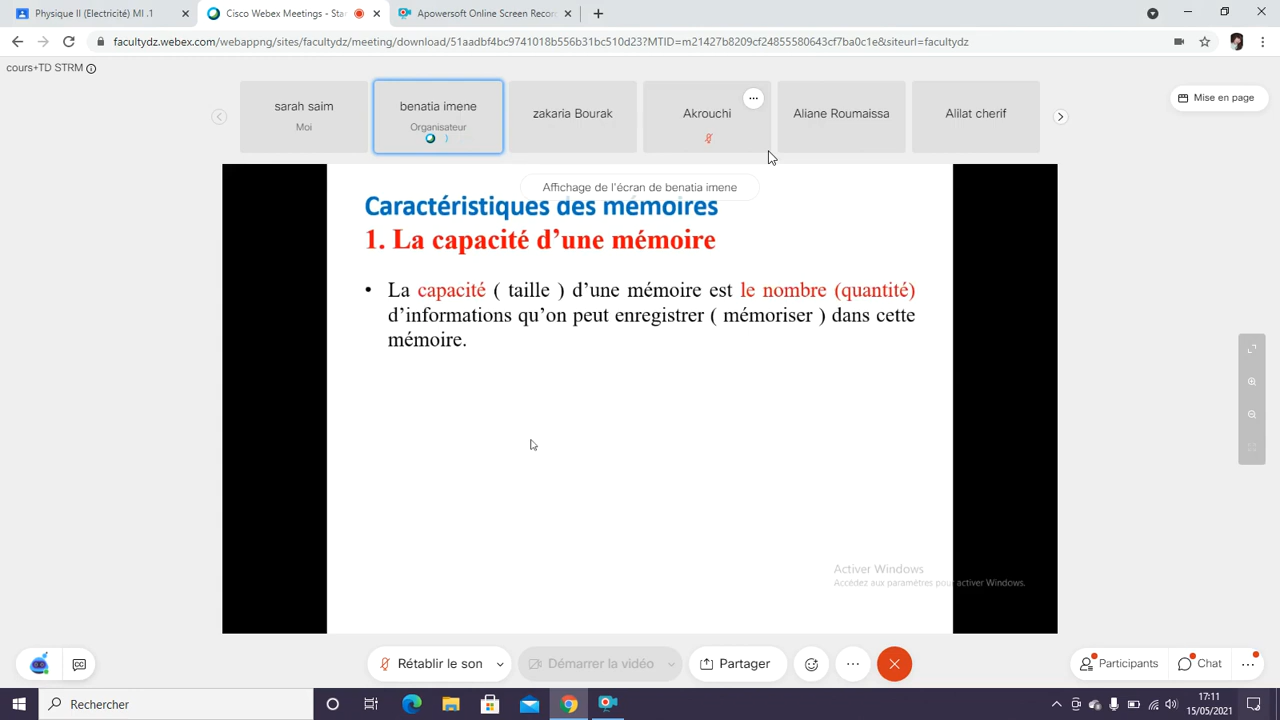 Physique II (Electricité) MI .1
Cisco Webex Meetings - Sta
Apowersoft Online Screen Record
facultydz.webex.com/webappng/sites/facultydz/meeting/download/51aadbf4bc9741018b556b31bc510d23?MTID=m21427b8209cf24855580643cf7ba0c1e&siteurl=facultydz
cours+TD STRM
sarah saim
Moi
benatia imene
Organisateur
zakaria Bourak
Akrouchi
Aliane Roumaissa
Alilat cherif
Mise en page
Affichage de l'écran de benatia imene
Caractéristiques des mémoires
1. La capacité d’une mémoire
• La capacité ( taille ) d’une mémoire est le nombre (quantité)
d’informations qu’on peut enregistrer ( mémoriser ) dans cette
mémoire.
Activer Windows
Accédez aux paramètres pour activer Windows.
Rétablir le son
Démarrer la vidéo
Partager
Participants
Chat
Rechercher
17:11
15/05/2021